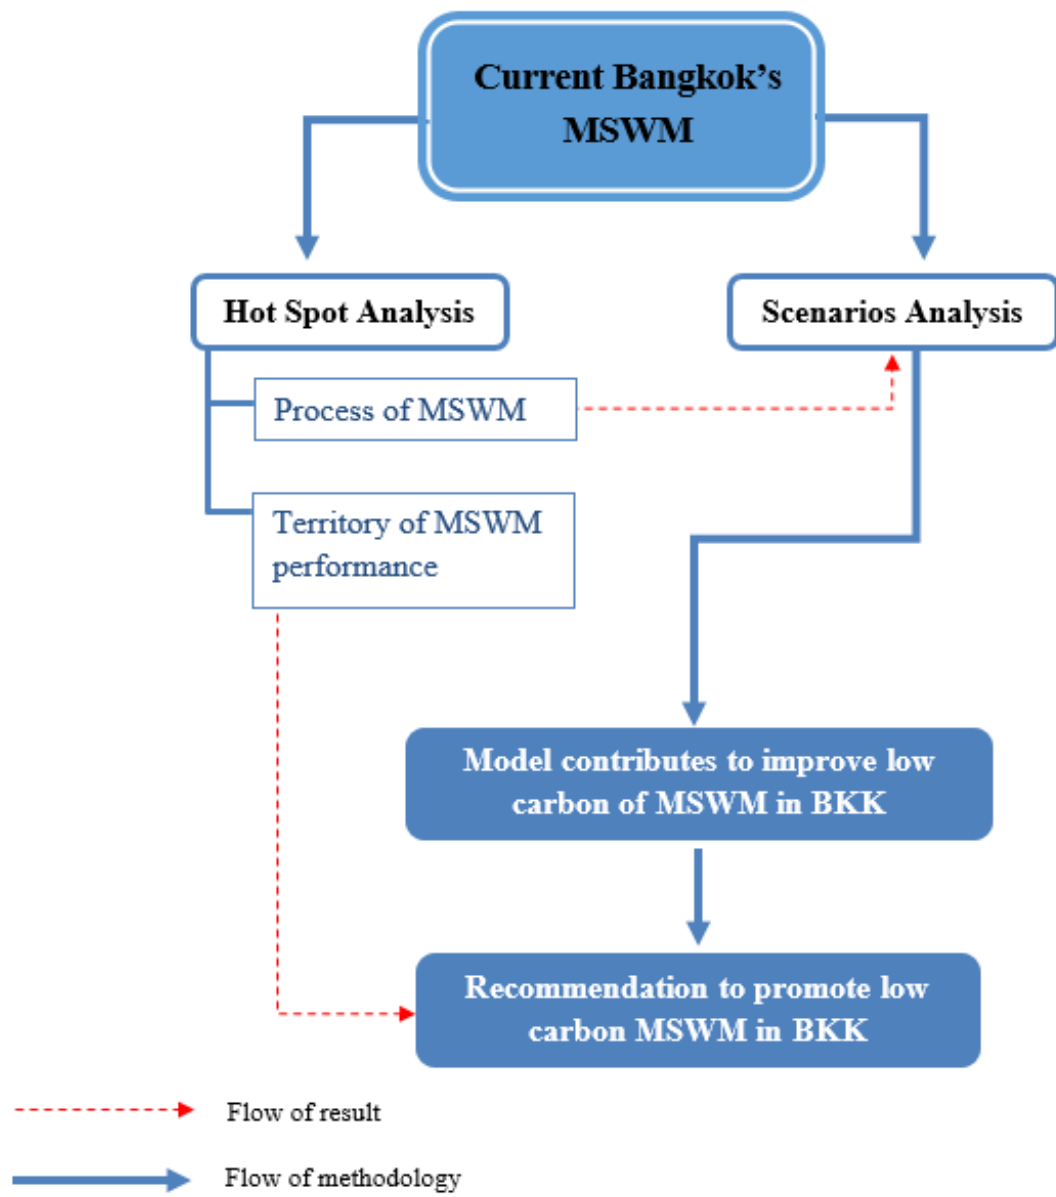 Current Bangkok’s
MSWM
Hot Spot Analysis
Scenarios Analysis
Process of MSWM
Territory of MSWM
performance
Model contributes to improve low
carbon of MSWM in BKK
Recommendation to promote low
carbon MSWM in BKK
Flow of result
Flow of methodology